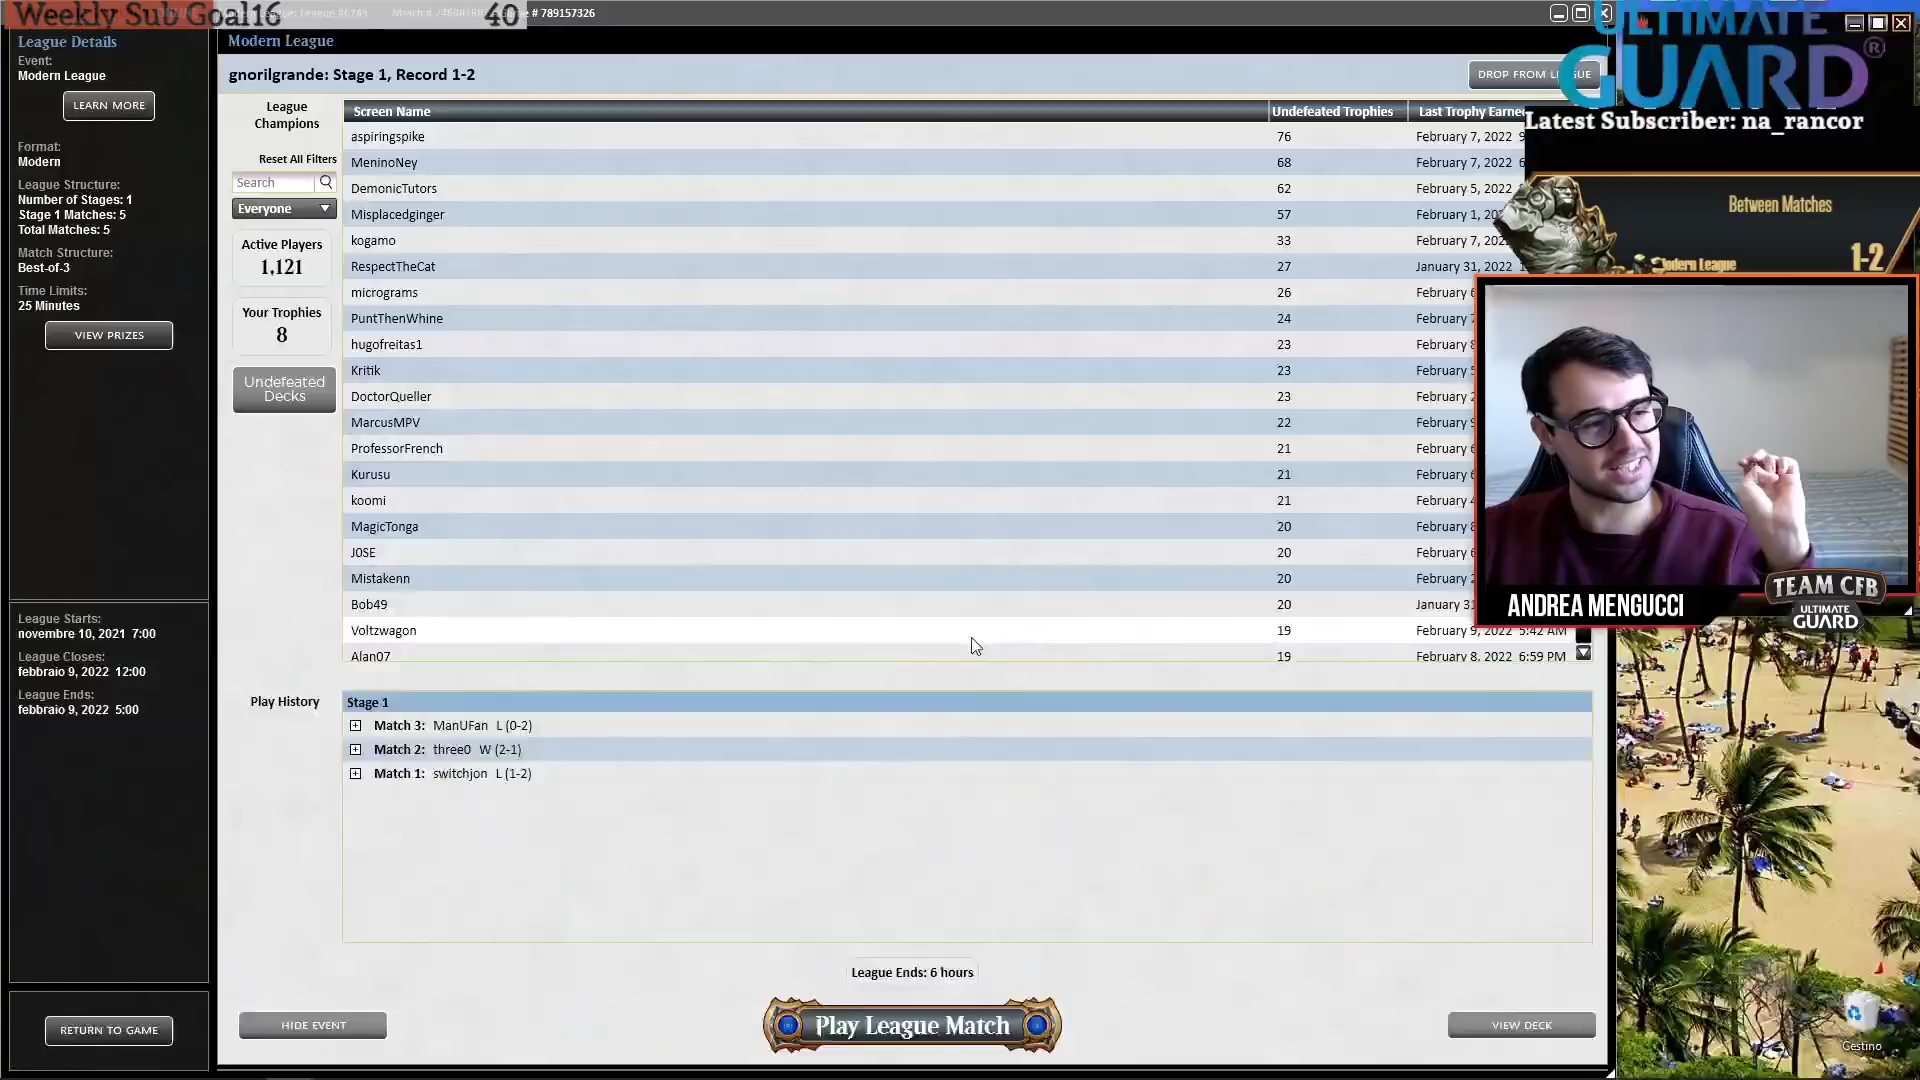 Weekly Sub Goal16
40
# 789157326
League Details
Event:
Modern League
LEARN MORE
Format:
Modern
League Structure:
Number of Stages: 1
Stage 1 Matches: 5
Total Matches: 5
Match Structure:
Best-of-3
Time Limits:
25 Minutes
VIEW PRIZES
League Starts:
novembre 10, 2021 7:00
League Closes:
febbraio 9, 2022 12:00
League Ends:
febbraio 9, 2022 5:00
RETURN TO GAME
Modern League
gnorilgrande: Stage 1, Record 1-2
DROP FROM
League
Champions
Reset All Filters
Search
Everyone
Active Players
1,121
Your Trophies
8
Undefeated
Decks
Screen Name Undefeated Trophies Last Trophy Earned
aspiringspike 76 February 7, 2022 9
MeninoNey 68 February 7, 2022 6
DemonicTutors 62 February 5, 2022
Misplacedginger 57 February 1,
kogamo 33 February 7,
RespectTheCat 27 January 31, 2022
micrograms 26 February
PuntThenWhine 24 February
hugofreitas1 23 February
Kritik 23 February
DoctorQueller 23 February
MarcusMPV 22 February
ProfessorFrench 21 February
Kurusu 21 February
koomi 21 February
MagicTonga 20 February
J0SE 20 February
Mistakenn 20 February
Bob49 20 January
Voltzwagon 19 February 9, 2022 5:42 AM
Alan07 19 February 8, 2022 6:59 PM
Play History
Stage 1
Match 3: ManUFan L (0-2)
Match 2: three0 W (2-1)
Match 1: switchjon L (1-2)
League Ends: 6 hours
HIDE EVENT
Play League Match
VIEW DECK
ULTIMATE
GUARD®
Latest Subscriber: na_rancor
Between Matches
Modern League
1-2
ANDREA MENGUCCI
TEAM CFB
ULTIMATE
GUARD
Cestino